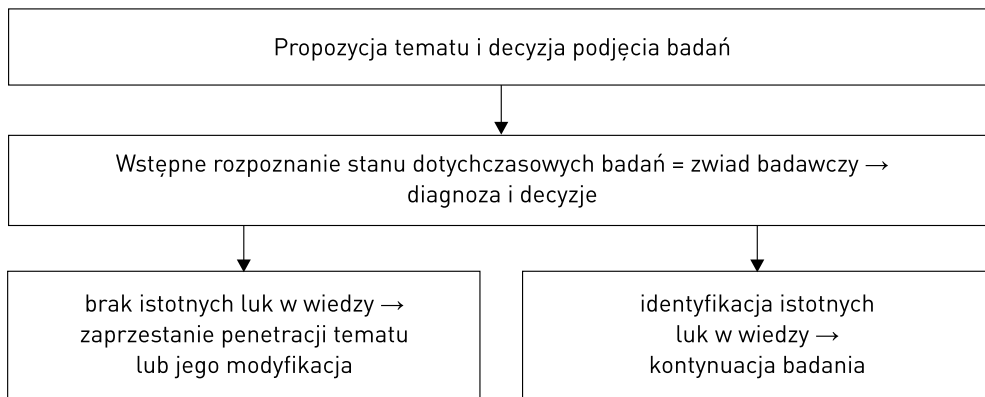 Propozycja tematu i decyzja podjęcia badań
Wstępne rozpoznanie stanu dotychczasowych badań = zwiad badawczy →
diagnoza i decyzje
brak istotnych luk w wiedzy →
zaprzestanie penetracji tematu
lub jego modyfikacja
identyfikacja istotnych
luk w wiedzy →
kontynuacja badania